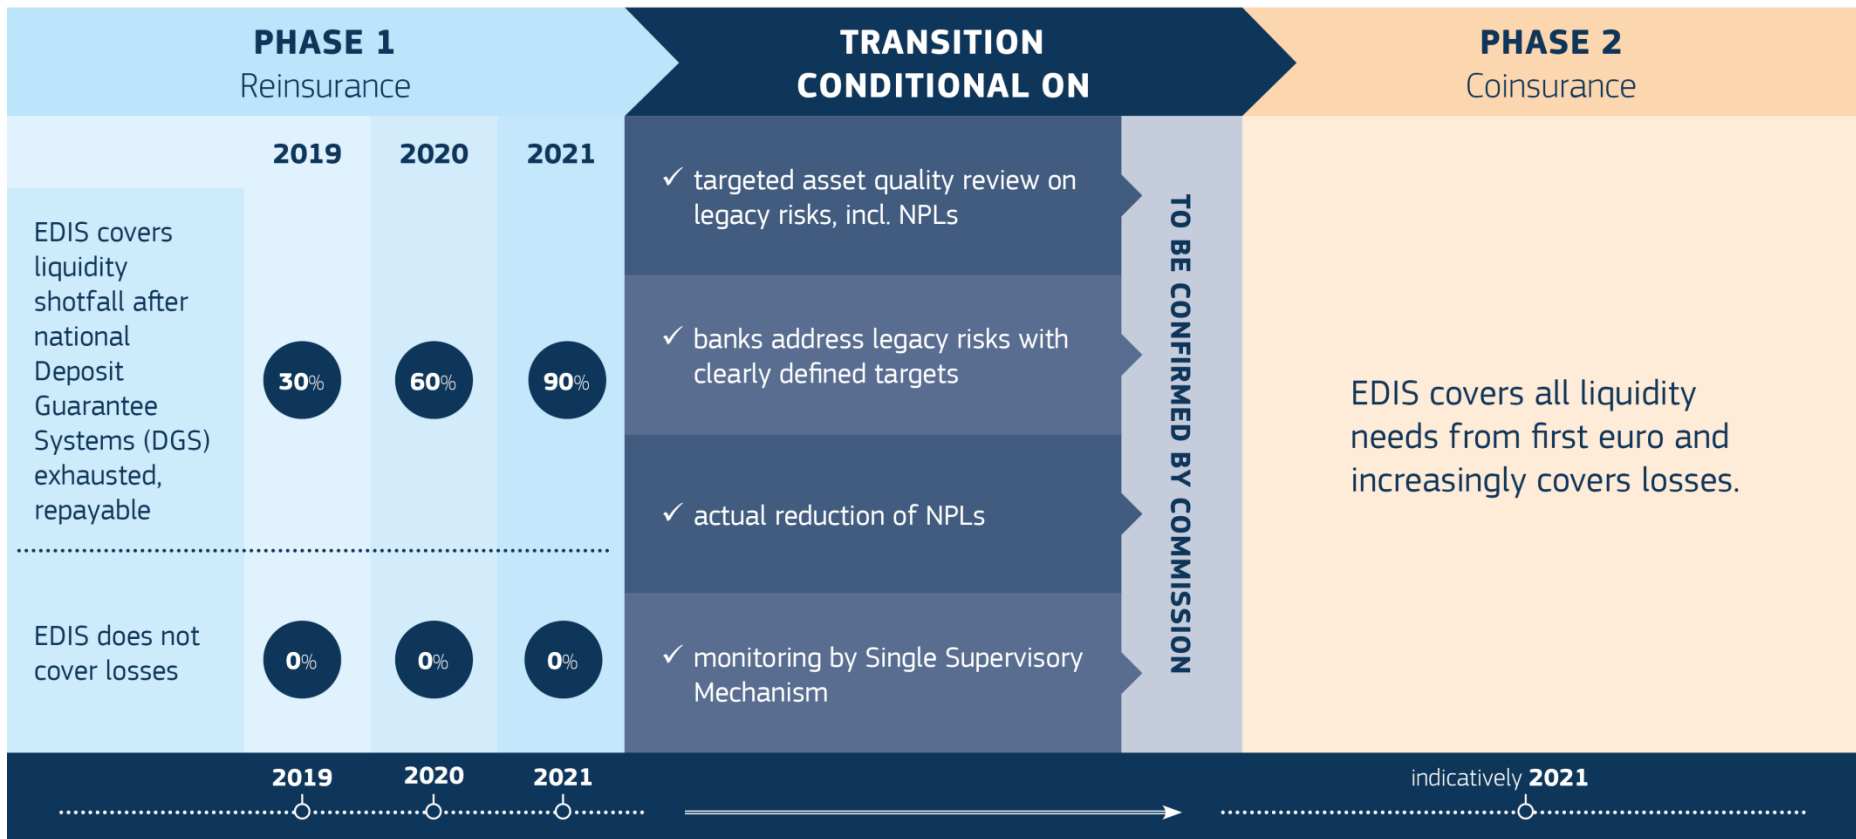 PHASE 1
Reinsurance
TRANSITION
CONDITIONAL ON
PHASE 2
Coinsurance
2019
2020
2021
EDIS covers
liquidity
shotfall after
national
Deposit
Guarantee
Systems (DGS)
exhausted,
repayable
30%
60%
90%
EDIS does not
cover losses
0%
0%
0%
✓ targeted asset quality review on
legacy risks, incl. NPLs
✓ banks address legacy risks with
clearly defined targets
✓ actual reduction of NPLs
✓ monitoring by Single Supervisory
Mechanism
TO BE CONFIRMED BY COMMISSION
EDIS covers all liquidity
needs from first euro and
increasingly covers losses.
2019
2020
2021
indicatively 2021